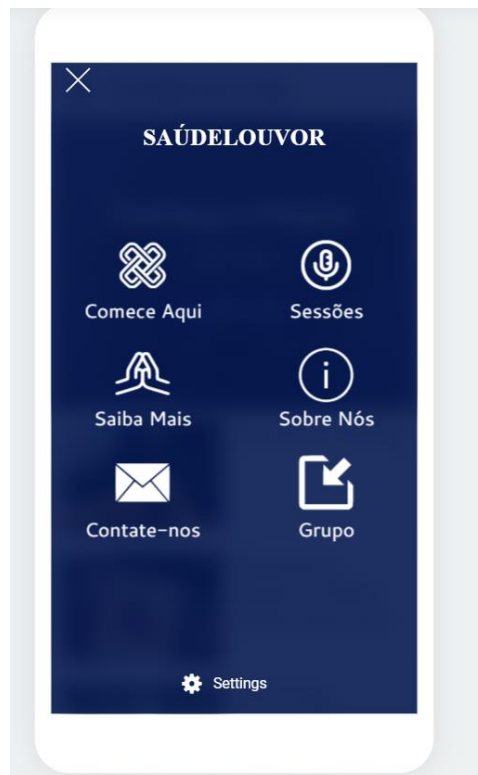 SAÚDELOUVOR
Comece Aqui
Sessões
Saiba Mais
Sobre Nós
Contate-nos
Grupo
Settings